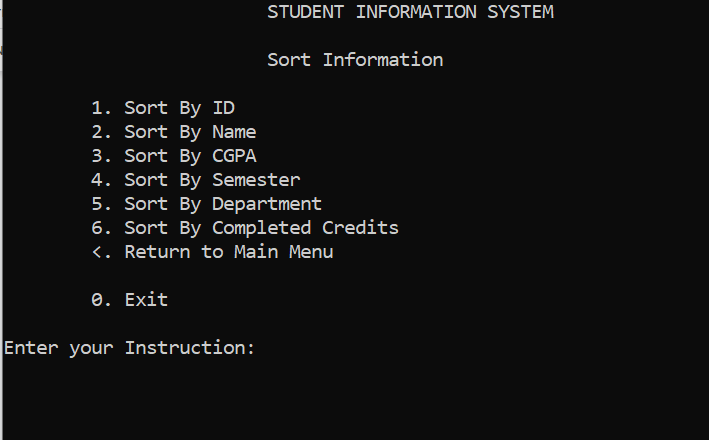 STUDENT INFORMATION SYSTEM
Sort Information
1. Sort By ID
2. Sort By Name
3. Sort By CGPA
4. Sort By Semester
5. Sort By Department
6. Sort By Completed Credits
<. Return to Main Menu
0. Exit
Enter your Instruction: